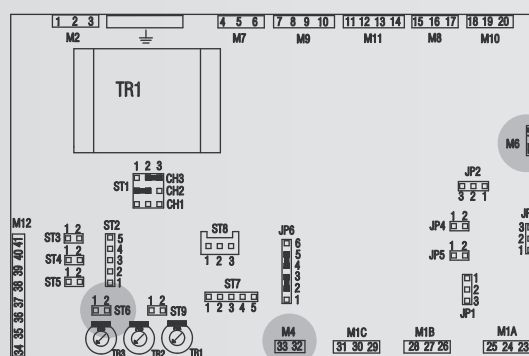 1 2 3
4 5 6
7 8 9 10
11 12 13 14
15 16 17
18 19 20
M2
M7
M9
M11
M8
M10
TR1
M6
1 2 3
ST1
CH3
CH2
CH1
JP2
3 2 1
M12
41
40
39
38
37
36
35
34
ST3
1 2
ST4
1 2
ST5
1 2
ST2
5
4
3
2
1
ST8
1 2 3
JP6
6
5
4
3
2
1
JP4
1 2
JP5
1 2
3
2
1
ST7
1 2 3 4 5
1
2
3
JP1
1 2
ST6
1 2
ST9
TR3
TR2
TR1
M4
33 32
M1C
31 30 29
M1B
28 27 26
M1A
25 24 23